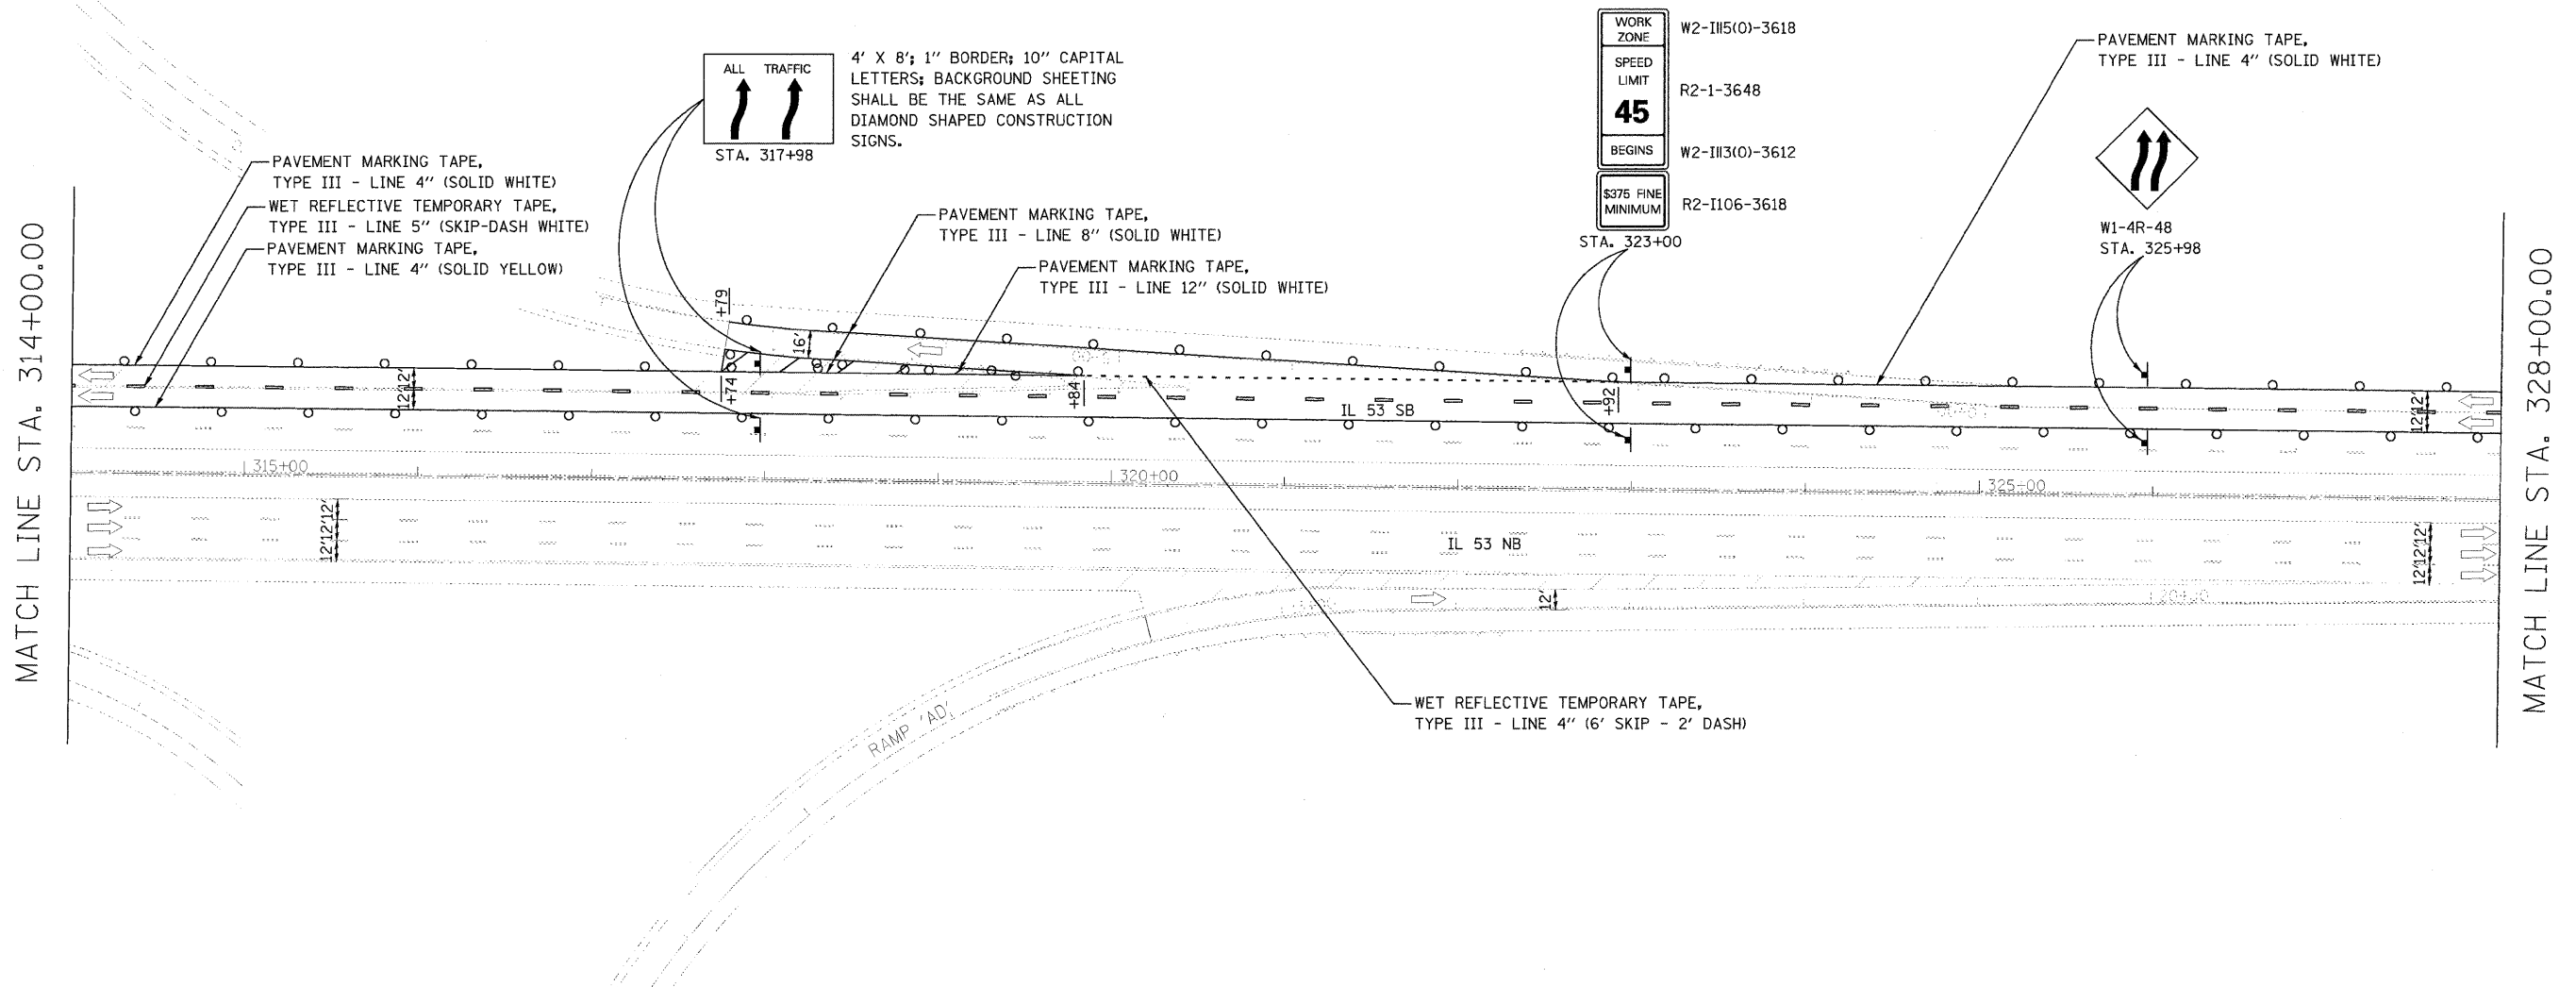 WORK
ZONE
W2-I115(O)-3618
SPEED
LIMIT
45
R2-1-3648
BEGINS
W2-I113(O)-3612
$375 FINE
MINIMUM
R2-I106-3618
STA. 323+00
ALL TRAFFIC
STA. 317+98
4' X 8'; 1" BORDER; 10" CAPITAL
LETTERS; BACKGROUND SHEETING
SHALL BE THE SAME AS ALL
DIAMOND SHAPED CONSTRUCTION
SIGNS.
PAVEMENT MARKING TAPE,
TYPE III - LINE 4" (SOLID WHITE)
W1-4R-48
STA. 325+98
PAVEMENT MARKING TAPE,
TYPE III - LINE 4" (SOLID WHITE)
WET REFLECTIVE TEMPORARY TAPE,
TYPE III - LINE 5" (SKIP-DASH WHITE)
PAVEMENT MARKING TAPE,
TYPE III - LINE 4" (SOLID YELLOW)
PAVEMENT MARKING TAPE,
TYPE III - LINE 8" (SOLID WHITE)
PAVEMENT MARKING TAPE,
TYPE III - LINE 12" (SOLID WHITE)
MATCH LINE STA. 314+00.00
MATCH LINE STA. 328+00.00
+79
16'
12'12'
+74
+84
+92
12'12'
IL 53 SB
315+00
320+00
325+00
12'12'12'
IL 53 NB
12'12'12'
12'
120+00
RAMP 'AD'
WET REFLECTIVE TEMPORARY TAPE,
TYPE III - LINE 4" (6' SKIP - 2' DASH)